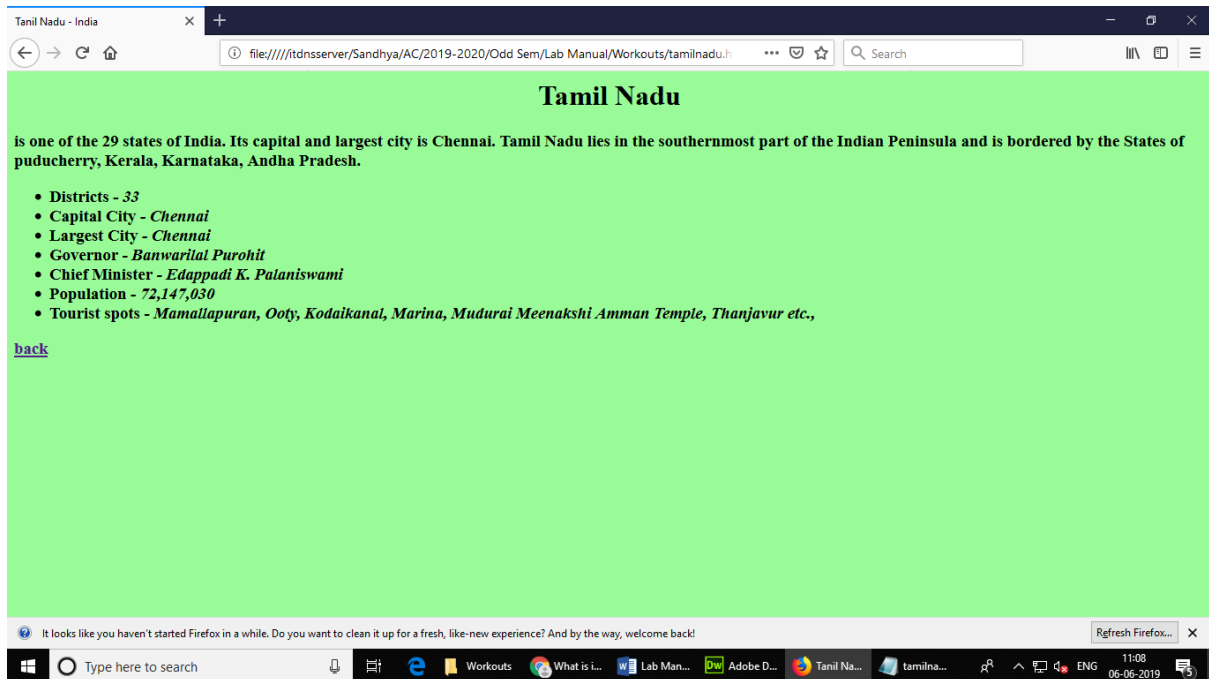 Tanil Nadu - India
file://///itdnsserver/Sandhya/AC/2019-2020/Odd Sem/Lab Manual/Workouts/tamilnadu.h
Search
Tamil Nadu
is one of the 29 states of India. Its capital and largest city is Chennai. Tamil Nadu lies in the southernmost part of the Indian Peninsula and is bordered by the States of
puducherry, Kerala, Karnataka, Andha Pradesh.
• Districts - 33
• Capital City - Chennai
• Largest City - Chennai
• Governor - Banwarilal Purohit
• Chief Minister - Edappadi K. Palaniswami
• Population - 72,147,030
• Tourist spots - Mamallapuran, Ooty, Kodaikanal, Marina, Mudurai Meenakshi Amman Temple, Thanjavur etc.,
back
It looks like you haven't started Firefox in a while. Do you want to clean it up for a fresh, like-new experience? And by the way, welcome back!
Refresh Firefox...
Type here to search
Workouts
What is i...
Lab Man...
Dw Adobe D...
Tanil Na...
tamilna...
ENG
11:08
06-06-2019
5